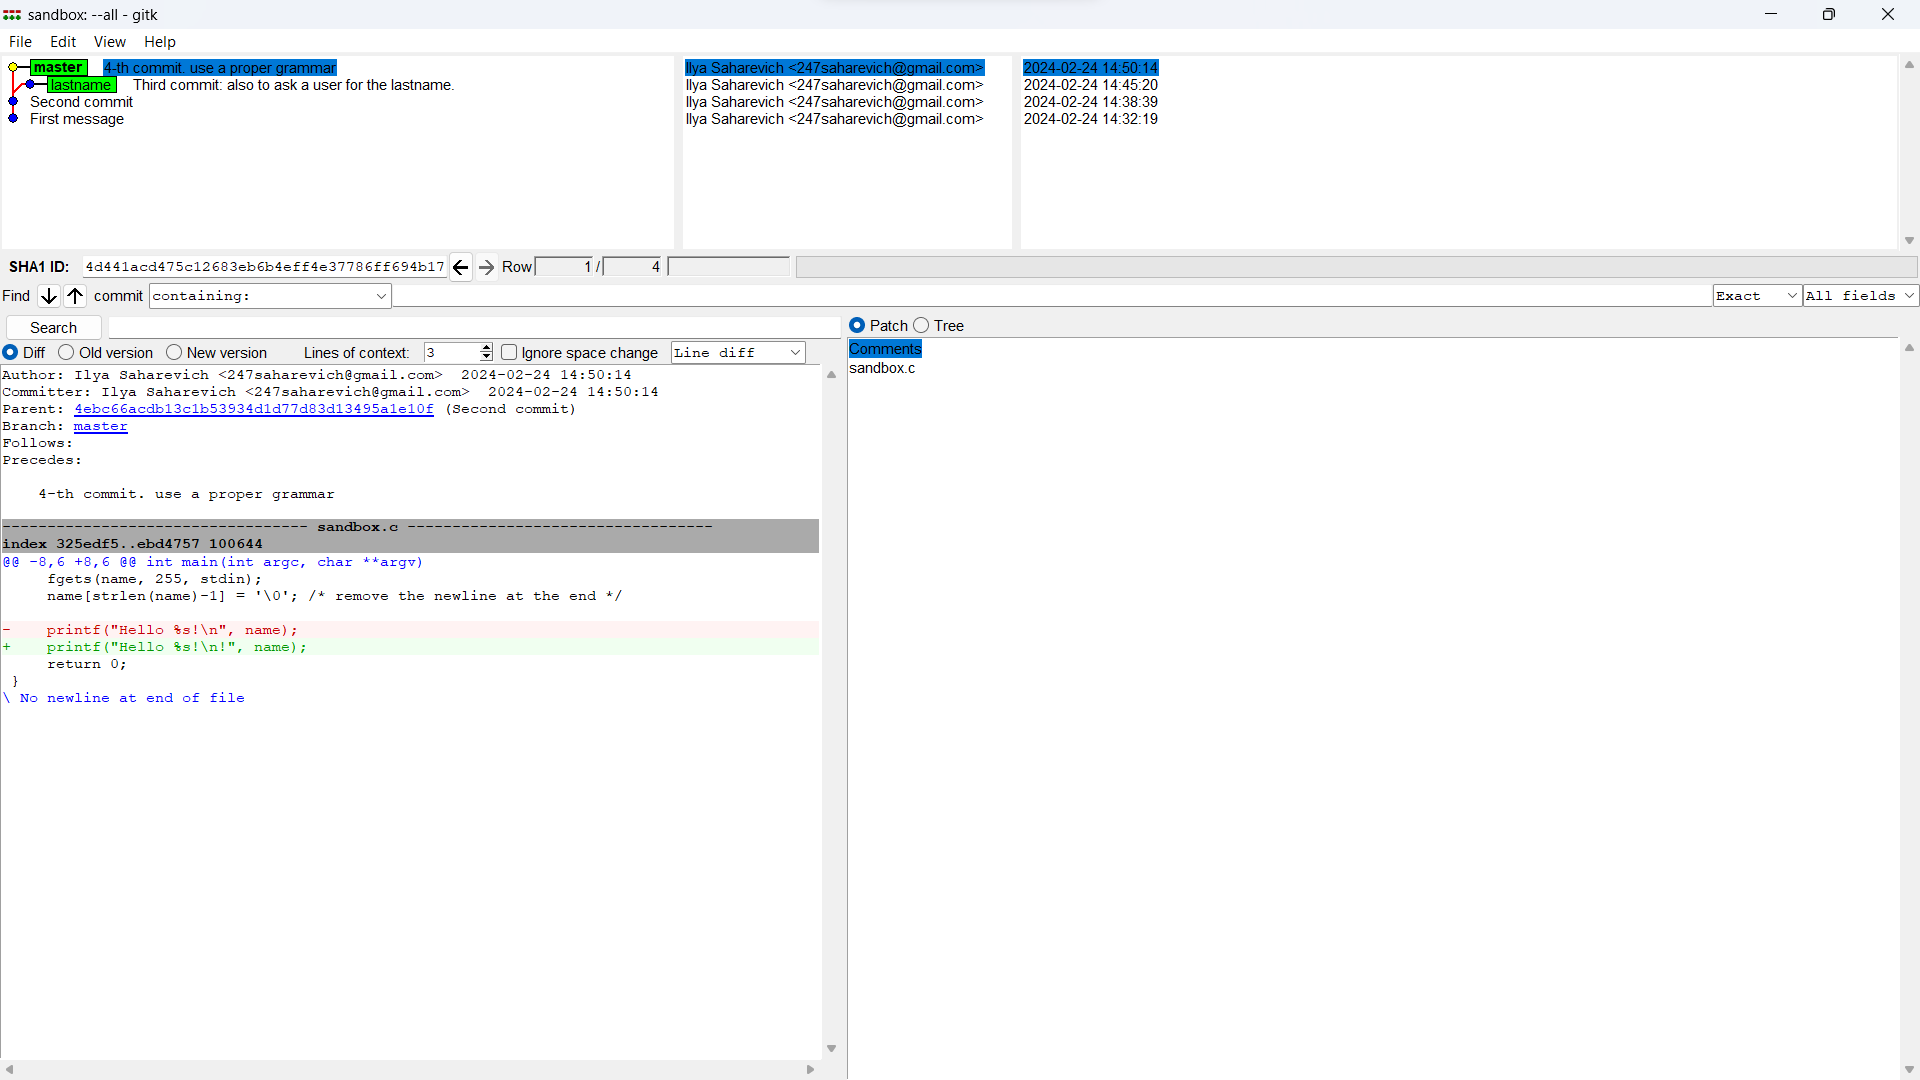 sandbox: --all - gitk
File Edit View Help
master 4-th commit. use a proper grammar Ilya Saharevich <247saharevich@gmail.com> 2024-02-24 14:50:14
lastname Third commit: also to ask a user for the lastname. Ilya Saharevich <247saharevich@gmail.com> 2024-02-24 14:45:20
Second commit Ilya Saharevich <247saharevich@gmail.com> 2024-02-24 14:38:39
First message Ilya Saharevich <247saharevich@gmail.com> 2024-02-24 14:32:19
SHA1 ID: 4d441acd475c12683eb6b4eff4e37786ff694b17 Row 1 / 4
Find commit containing: Exact All fields
Search
Diff Old version New version Lines of context: 3 Ignore space change Line diff
Author: Ilya Saharevich <247saharevich@gmail.com>  2024-02-24 14:50:14
Committer: Ilya Saharevich <247saharevich@gmail.com>  2024-02-24 14:50:14
Parent: 4ebc66acdb13c1b53934d1d77d83d13495a1e10f (Second commit)
Branch: master
Follows:
Precedes:
4-th commit. use a proper grammar
---------------------------------- sandbox.c ----------------------------------
index 325edf5..ebd4757 100644
@@ -8,6 +8,6 @@ int main(int argc, char **argv)
fgets(name, 255, stdin);
name[strlen(name)-1] = '\0'; /* remove the newline at the end */
-    printf("Hello %s!\n", name);
+    printf("Hello %s!\n!", name);
return 0;
}
\ No newline at end of file
Patch Tree
Comments
sandbox.c